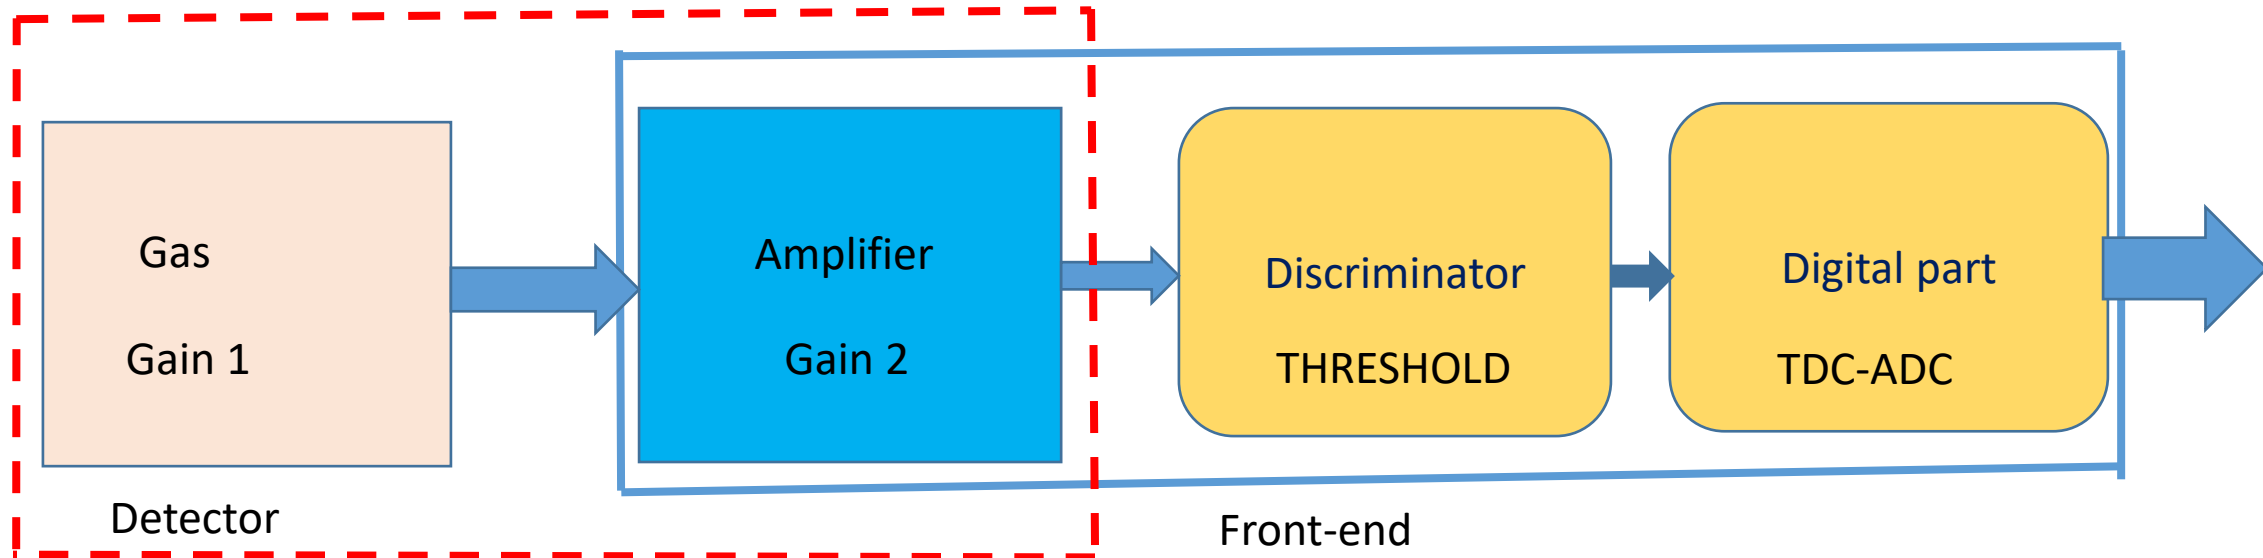 Gas
Gain 1
Amplifier
Gain 2
Discriminator
THRESHOLD
Digital part
TDC-ADC
Detector
Front-end